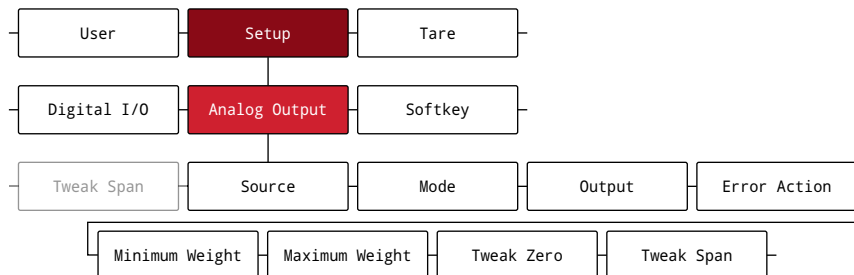 User Setup Tare
Digital I/O Analog Output Softkey
Tweak Span Source Mode Output Error Action
Minimum Weight Maximum Weight Tweak Zero Tweak Span